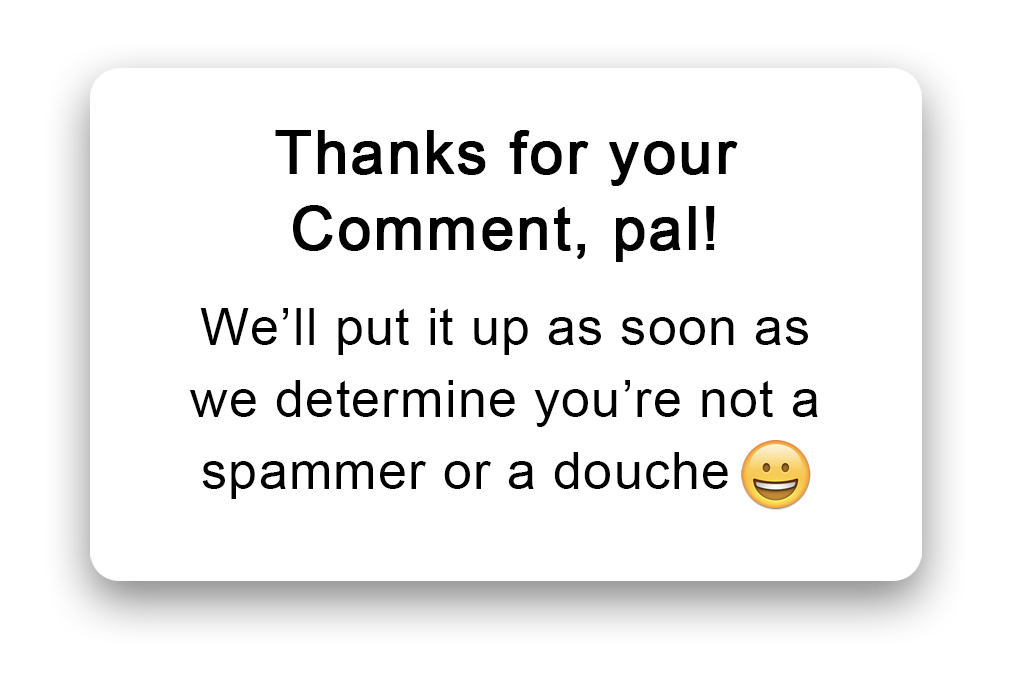 Thanks for your
Comment, pal!
We’ll put it up as soon as
we determine you’re not a
spammer or a douche 😀